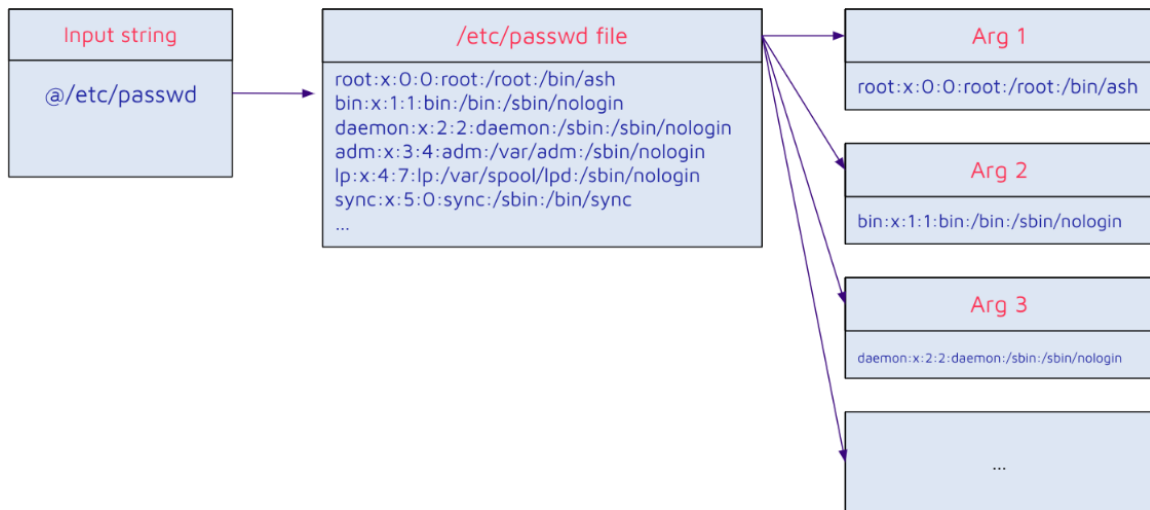 Input string
@/etc/passwd
/etc/passwd file
root:x:0:0:root:/root:/bin/ash
bin:x:1:1:bin:/bin:/sbin/nologin
daemon:x:2:2:daemon:/sbin:/sbin/nologin
adm:x:3:4:adm:/var/adm:/sbin/nologin
lp:x:4:7:lp:/var/spool/lpd:/sbin/nologin
sync:x:5:0:sync:/sbin:/bin/sync
...
Arg 1
root:x:0:0:root:/root:/bin/ash
Arg 2
bin:x:1:1:bin:/bin:/sbin/nologin
Arg 3
daemon:x:2:2:daemon:/sbin:/sbin/nologin
...